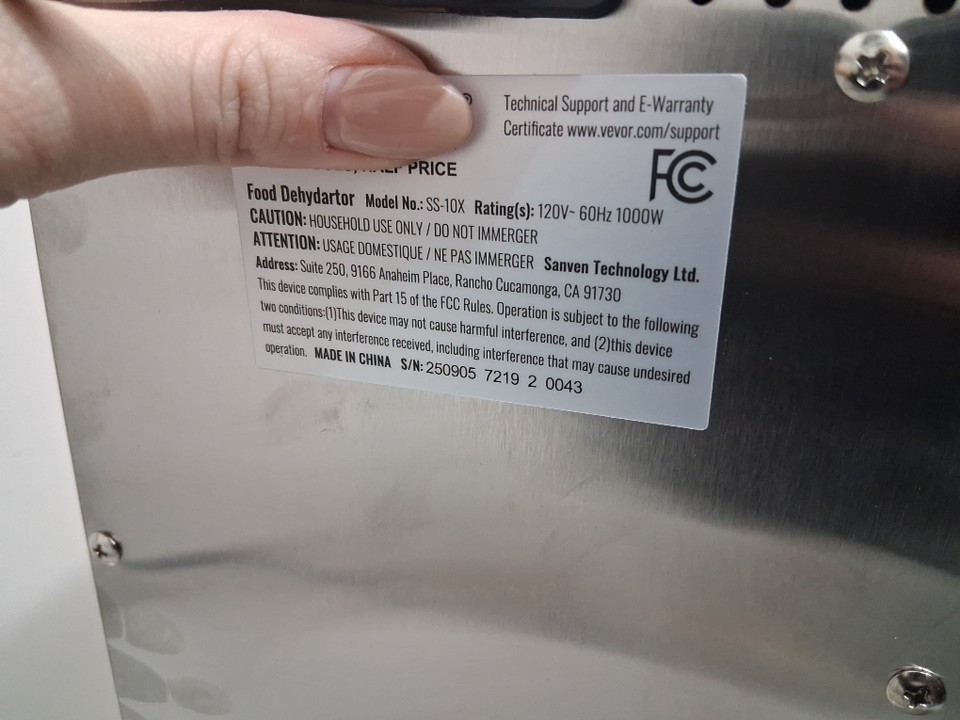 ®
Technical Support and E-Warranty
Certificate www.vevor.com/support
PRICE
FC
Food Dehydartor Model No.: SS-10X Rating(s): 120V~ 60Hz 1000W
CAUTION: HOUSEHOLD USE ONLY / DO NOT IMMERGER
ATTENTION: USAGE DOMESTIQUE / NE PAS IMMERGER Sanven Technology Ltd.
Address: Suite 250, 9166 Anaheim Place, Rancho Cucamonga, CA 91730
This device complies with Part 15 of the FCC Rules. Operation is subject to the following
two conditions:(1)This device may not cause harmful interference, and (2)this device
must accept any interference received, including interference that may cause undesired
operation. MADE IN CHINA S/N: 250905 7219 2 0043